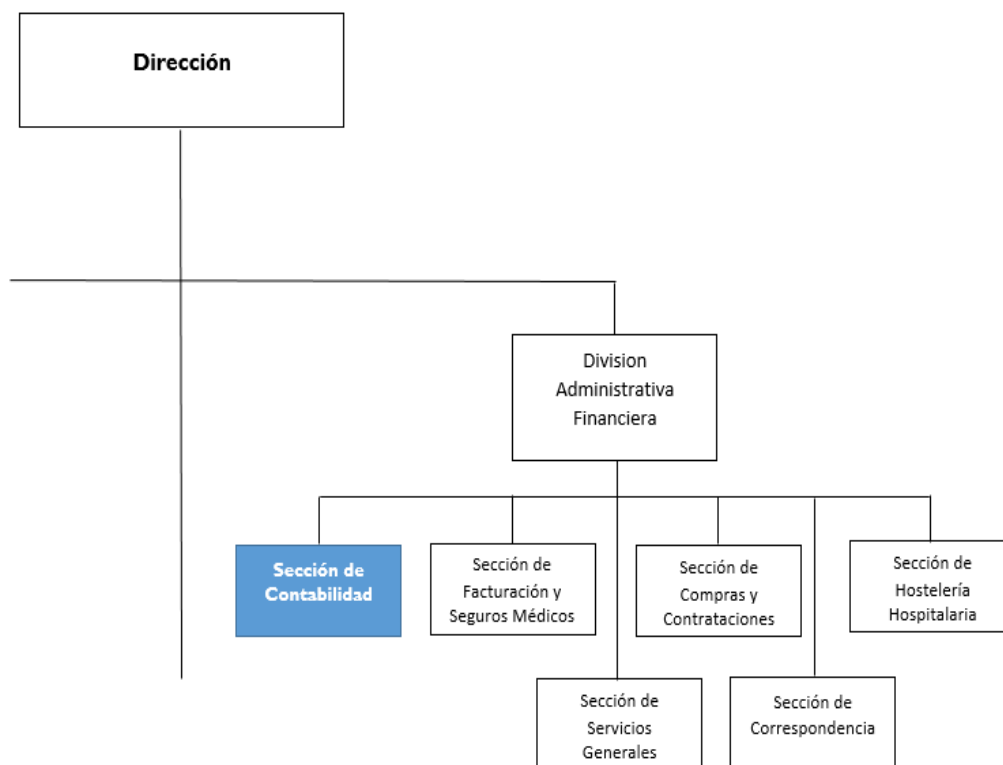 Dirección
Division
Administrativa
Financiera
Sección de
Contabilidad
Sección de
Facturación y
Seguros Médicos
Sección de
Compras y
Contrataciones
Sección de
Hostelería
Hospitalaria
Sección de
Servicios
Generales
Sección de
Correspondencia